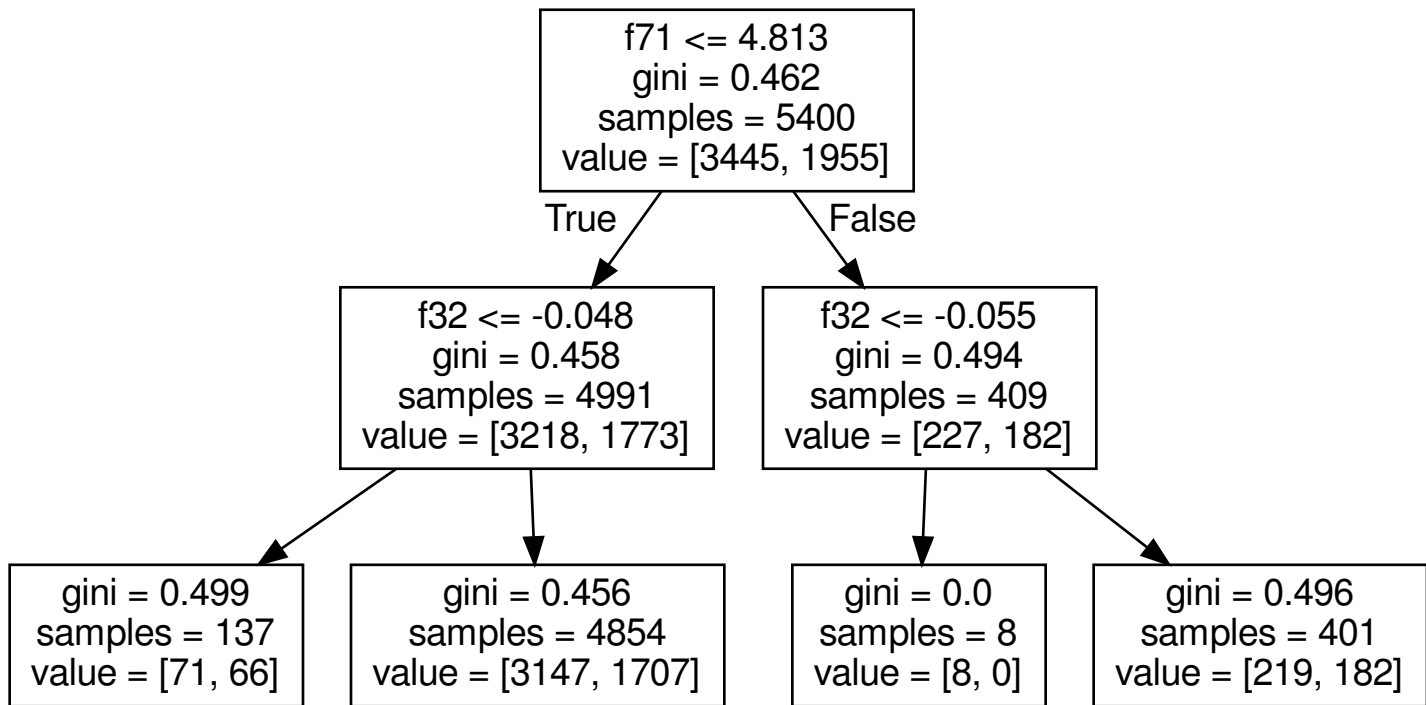 f71 <= 4.813
gini = 0.462
samples = 5400
value = [3445, 1955]
True
False
f32 <= -0.048
gini = 0.458
samples = 4991
value = [3218, 1773]
f32 <= -0.055
gini = 0.494
samples = 409
value = [227, 182]
gini = 0.499
samples = 137
value = [71, 66]
gini = 0.456
samples = 4854
value = [3147, 1707]
gini = 0.0
samples = 8
value = [8, 0]
gini = 0.496
samples = 401
value = [219, 182]